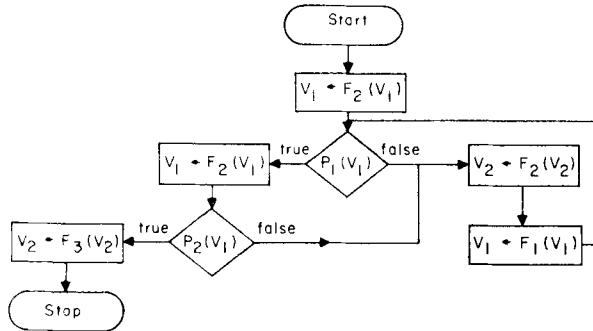 Start
V₁ ← F₂ (V₁)
true
P₁ (V₁)
false
V₁ ← F₂ (V₁)
V₂ ← F₂ (V₂)
true
P₂ (V₁)
false
V₂ ← F₃ (V₂)
V₁ ← F₁ (V₁)
Stop